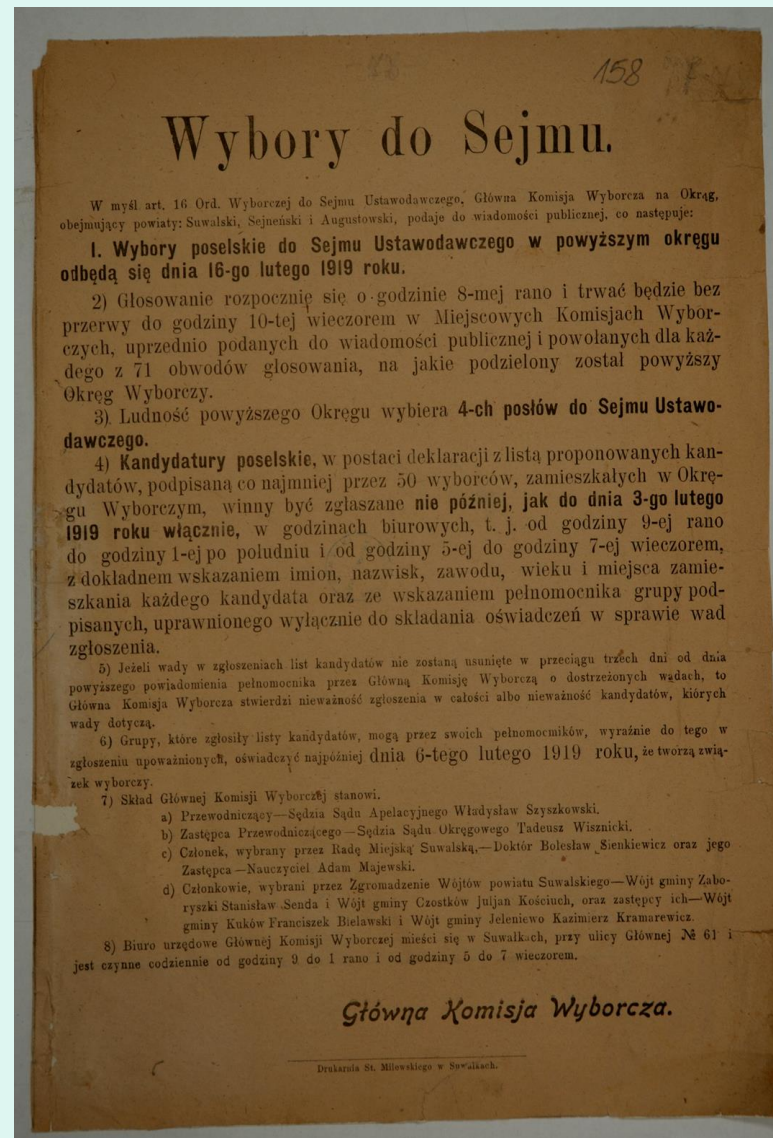 158
Wybory do Sejmu.
W myśl art. 16 Ord. Wyborczej do Sejmu Ustawodawczego, Główna Komisja Wyborcza na Okrąg,
obejmujący powiaty: Suwalski, Sejneński i Augustowski, podaje do wiadomości publicznej, co następuje:
I. Wybory poselskie do Sejmu Ustawodawczego w powyższym okręgu
odbędą się dnia 16-go lutego 1919 roku.
2) Głosowanie rozpocznię się o godzinie 8-mej rano i trwać będzie bez
przerwy do godziny 10-tej wieczorem w Miejscowych Komisjach Wybor-
czych, uprzednio podanych do wiadomości publicznej i powołanych dla każ-
dego z 71 obwodów głosowania, na jakie podzielony został powyższy
Okręg Wyborczy.
3). Ludność powyższego Okręgu wybiera 4-ch posłów do Sejmu Ustawo-
dawczego.
4) Kandydatury poselskie, w postaci deklaracji z listą proponowanych kan-
dydatów, podpisaną co najmniej przez 50 wyborców, zamieszkałych w Okrę-
gu Wyborczym, winny być zgłaszane nie później, jak do dnia 3-go lutego
1919 roku włącznie, w godzinach biurowych, t. j. od godziny 9-ej rano
do godziny 1-ej po południu i od godziny 5-ej do godziny 7-ej wieczorem,
z dokładnem wskazaniem imion, nazwisk, zawodu, wieku i miejsca zamie-
szkania każdego kandydata oraz ze wskazaniem pełnomocnika grupy pod-
pisanych, uprawnionego wyłącznie do składania oświadczeń w sprawie wad
zgłoszenia.
5) Jeżeli wady w zgłoszeniach list kandydatów nie zostaną usunięte w przeciągu trzech dni od dnia
powyższego powiadomienia pełnomocnika przez Główną Komisję Wyborczą o dostrzeżonych wadach, to
Główna Komisja Wyborcza stwierdzi nieważność zgłoszenia w całości albo nieważność kandydatów, których
wady dotyczą.
6) Grupy, które zgłosiły listy kandydatów, mogą przez swoich pełnomocników, wyraźnie do tego w
zgłoszeniu upoważnionych, oświadczyć najpóźniej dnia 6-tego lutego 1919 roku, że tworzą zwią-
zek wyborczy.
7) Skład Głównej Komisji Wyborczej stanowi.
a) Przewodniczący—Sędzia Sądu Apelacyjnego Władysław Szyszkowski.
b) Zastępca Przewodniczącego—Sędzia Sądu Okręgowego Tadeusz Wisznicki.
c) Członek, wybrany przez Radę Miejską Suwalską,—Doktór Bolesław Sienkiewicz oraz jego
Zastępca—Nauczyciel Adam Majewski.
d) Członkowie, wybrani przez Zgromadzenie Wójtów powiatu Suwalskiego—Wójt gminy Zabo-
ryszki Stanisław Senda i Wójt gminy Czostków Juljan Kościuch, oraz zastępcy ich—Wójt
gminy Kuków Franciszek Bielawski i Wójt gminy Jeleniewo Kazimierz Kramarewicz.
8) Biuro urzędowe Głównej Komisji Wyborczej mieści się w Suwałkach, przy ulicy Głównej № 61 i
jest czynne codziennie od godziny 9 do 1 rano i od godziny 5 do 7 wieczorem.
Główna Komisja Wyborcza.
Drukarnia St. Milewskiego w Suwałkach.